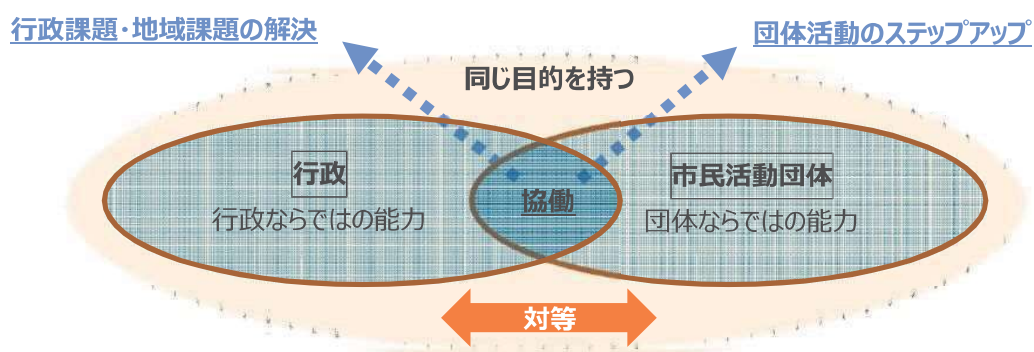 行政課題・地域課題の解決
団体活動のステップアップ
同じ目的を持つ
行政
行政ならではの能力
協働
市民活動団体
団体ならではの能力
対等